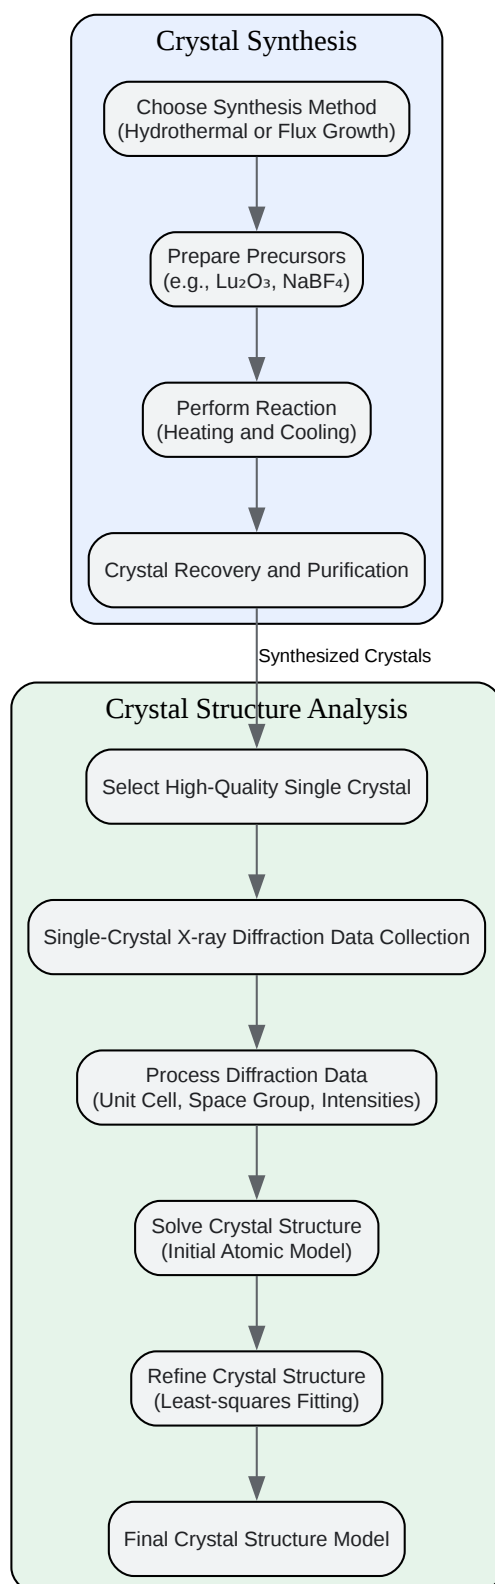 Crystal Synthesis
Choose Synthesis Method
(Hydrothermal or Flux Growth)
Prepare Precursors
(e.g., Lu₂O₃, NaBF₄)
Perform Reaction
(Heating and Cooling)
Crystal Recovery and Purification
Synthesized Crystals
Crystal Structure Analysis
Select High-Quality Single Crystal
Single-Crystal X-ray Diffraction Data Collection
Process Diffraction Data
(Unit Cell, Space Group, Intensities)
Solve Crystal Structure
(Initial Atomic Model)
Refine Crystal Structure
(Least-squares Fitting)
Final Crystal Structure Model